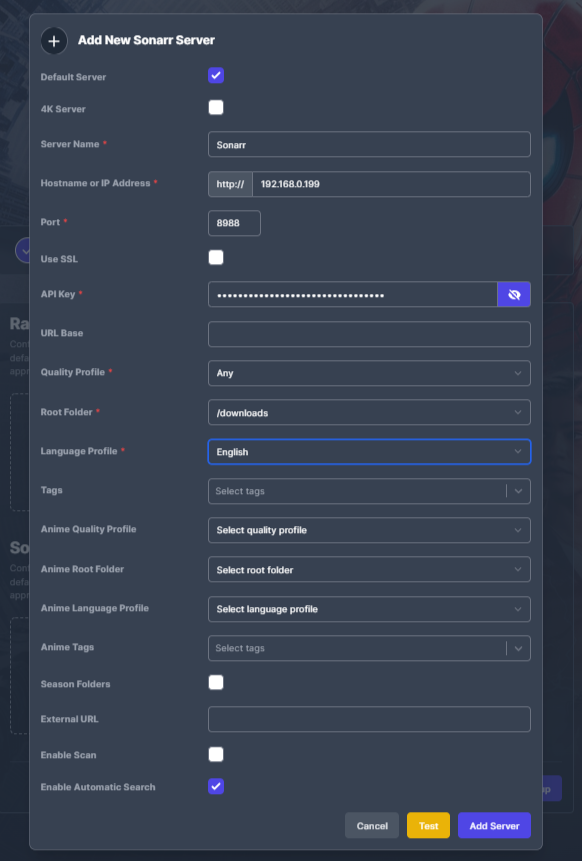 Add New Sonarr Server
Default Server
4K Server
Server Name *
Sonarr
Hostname or IP Address *
http:// 192.168.0.199
Port *
8988
Use SSL
API Key *
••••••••••••••••••••••••••••••••
URL Base
Quality Profile *
Any
Root Folder *
/downloads
Language Profile *
English
Tags
Select tags
Anime Quality Profile
Select quality profile
Anime Root Folder
Select root folder
Anime Language Profile
Select language profile
Anime Tags
Select tags
Season Folders
External URL
Enable Scan
Enable Automatic Search
Cancel
Test
Add Server